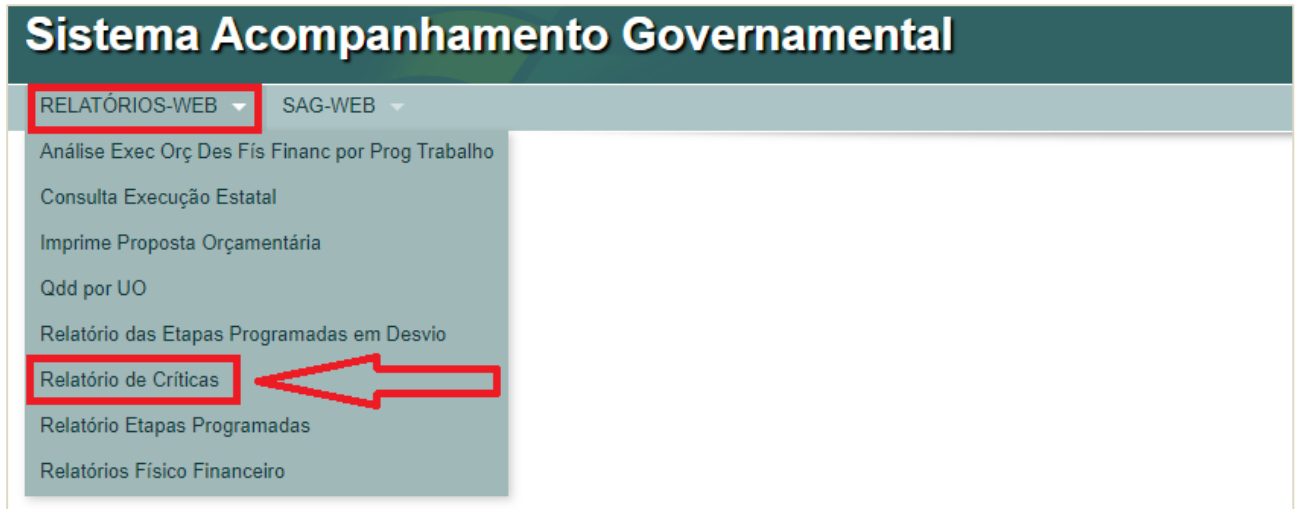 Sistema Acompanhamento Governamental
RELATÓRIOS-WEB SAG-WEB
Análise Exec Orç Des Fís Financ por Prog Trabalho
Consulta Execução Estatal
Imprime Proposta Orçamentária
Qdd por UO
Relatório das Etapas Programadas em Desvio
Relatório de Críticas
Relatório Etapas Programadas
Relatórios Físico Financeiro